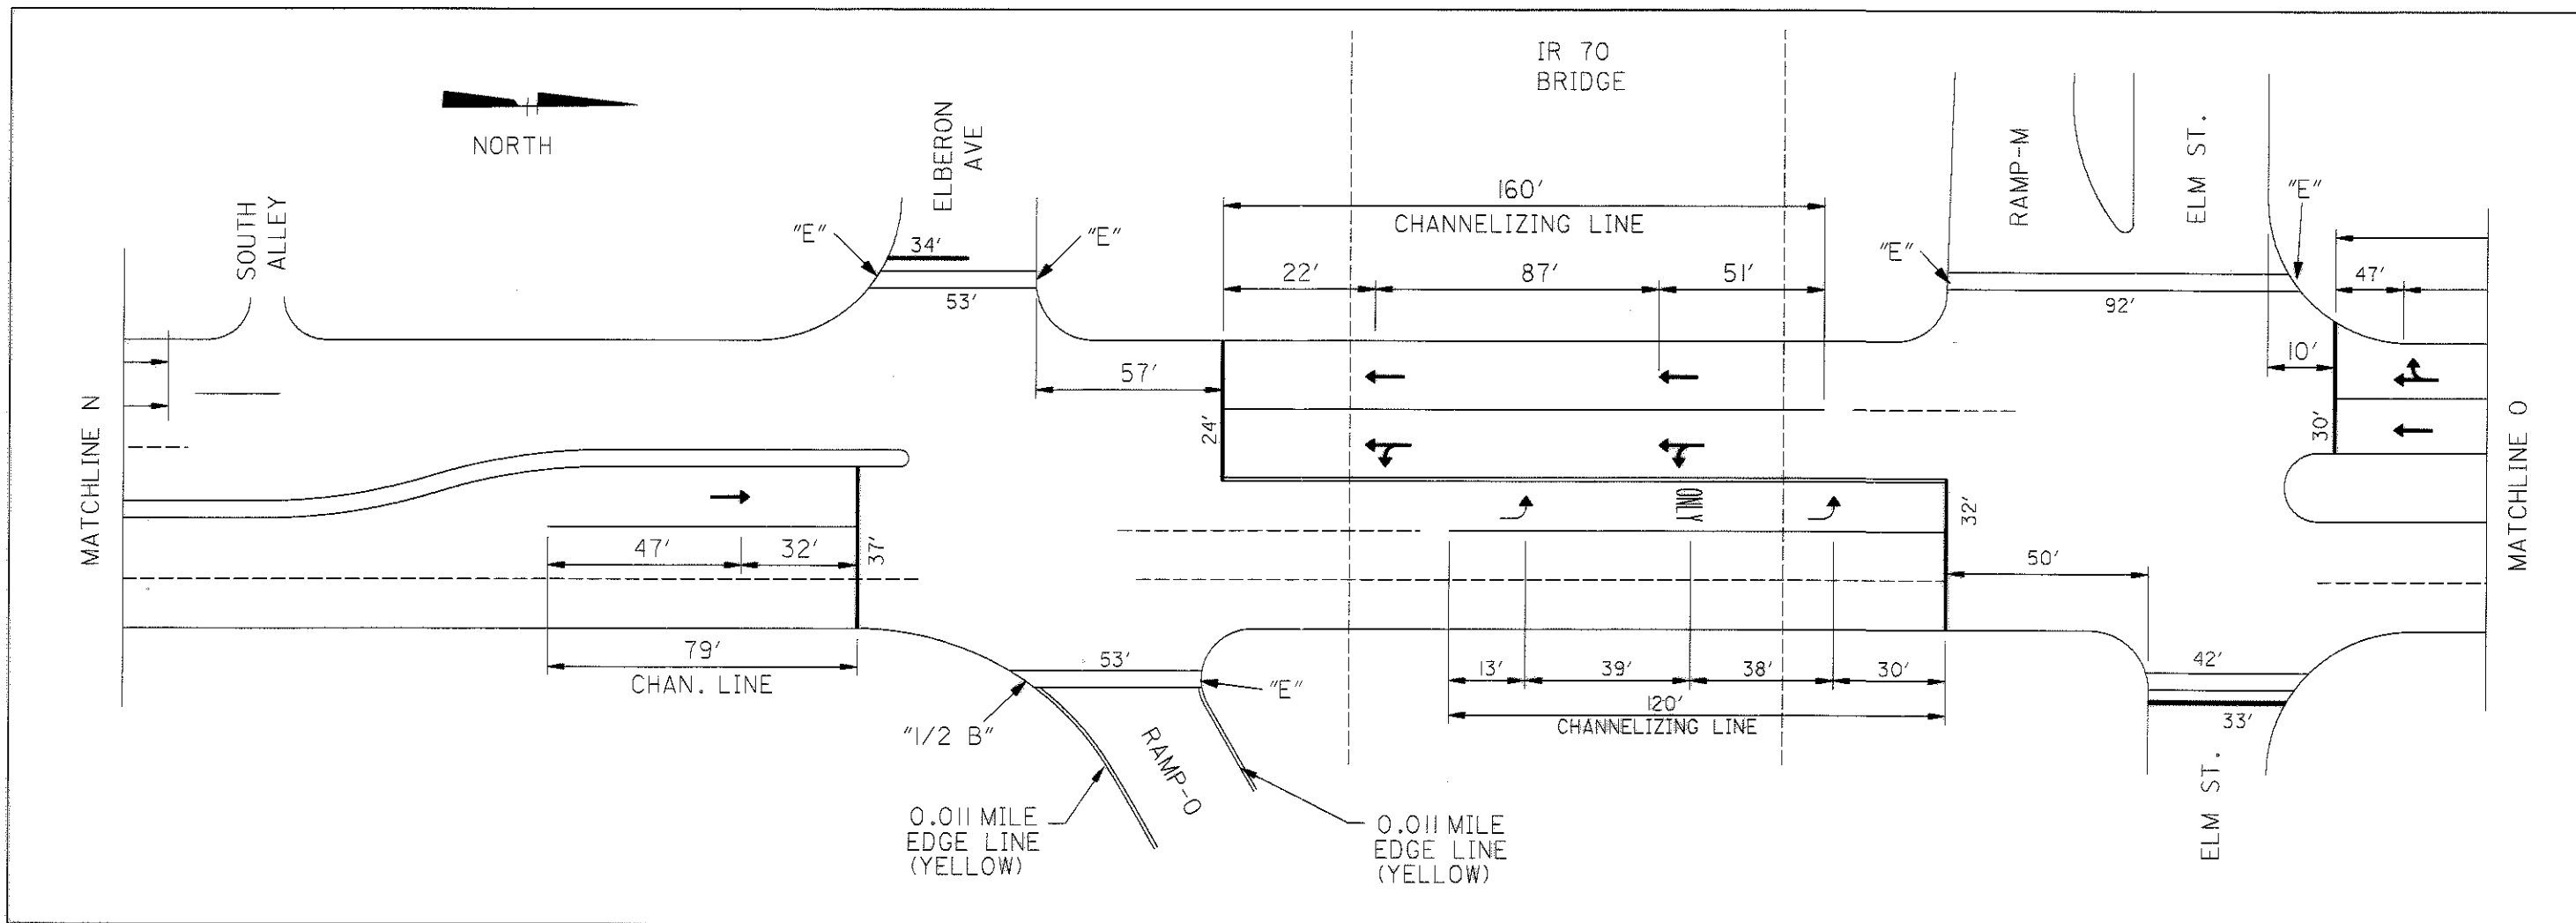 IR 70
BRIDGE
NORTH
ELBERON
AVE
SOUTH
ALLEY
RAMP-M
ELM ST.
"E"
160'
CHANNELIZING LINE
"E"
34'
"E"
"E"
22'
87'
51'
47'
53'
92'
10'
57'
MATCHLINE N
24'
30'
MATCHLINE O
ONLY
32'
47'
32'
37'
50'
79'
CHAN. LINE
53'
"E"
13'
39'
38'
30'
42'
120'
CHANNELIZING LINE
33'
"1/2 B"
RAMP-O
ELM ST.
0.011 MILE
EDGE LINE
(YELLOW)
0.011 MILE
EDGE LINE
(YELLOW)